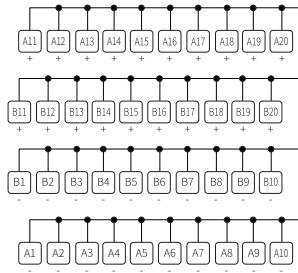 A11 A12 A13 A14 A15 A16 A17 A18 A19 A20
+ + + + + + + + + +
B11 B12 B13 B14 B15 B16 B17 B18 B19 B20
+ + + + + + + + + +
B1 B2 B3 B4 B5 B6 B7 B8 B9 B10
- - - - - - - - - -
A1 A2 A3 A4 A5 A6 A7 A8 A9 A10
- - - - - - - - - -